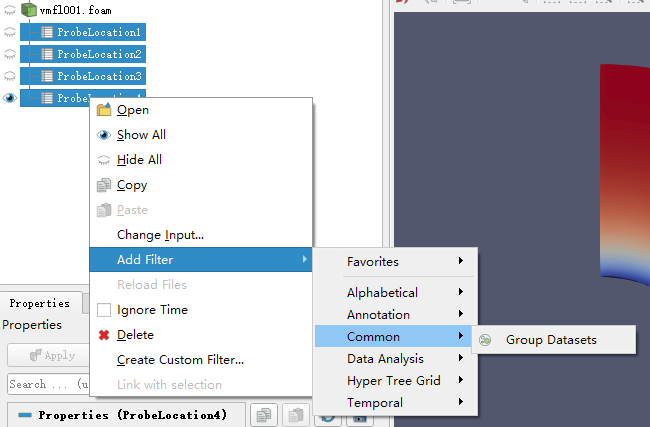 vmfl001.foam
ProbeLocation1
ProbeLocation2
ProbeLocation3
Open
Show All
Hide All
Copy
Paste
Change Input...
Add Filter
Reload Files
Ignore Time
Delete
Create Custom Filter...
Link with selection
Favorites
Alphabetical
Annotation
Common
Data Analysis
Hyper Tree Grid
Temporal
Group Datasets
Properties
Properties
Apply
Search ... (u
Properties (ProbeLocation4)